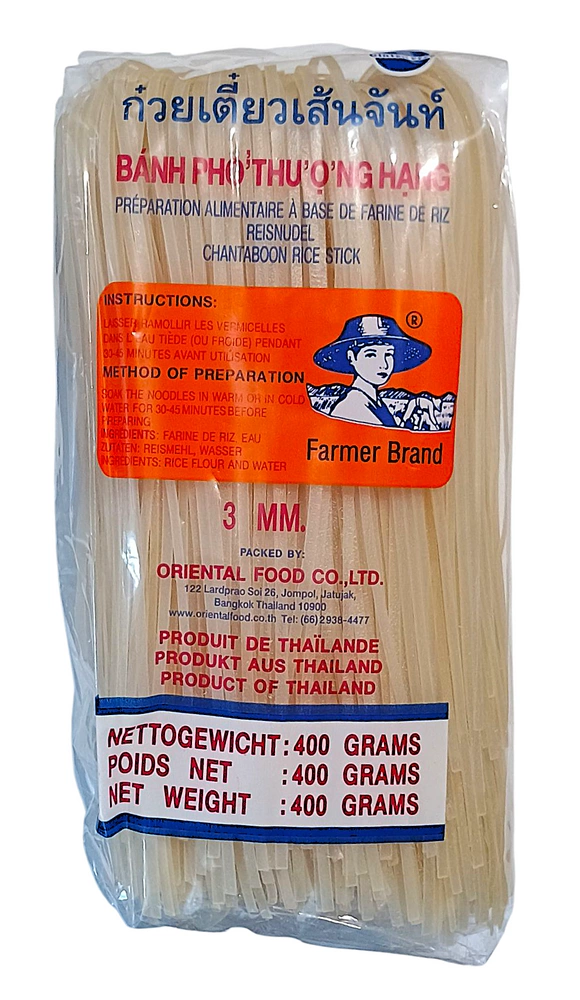 ก๋วยเตี๋ยวเส้นจันท์
BÁNH PHO'̉ THU'O'̣NG HẠNG
PRÉPARATION ALIMENTAIRE À BASE DE FARINE DE RIZ
REISNUDEL
CHANTABOON RICE STICK
INSTRUCTIONS:
LAISSER RAMOLLIR LES VERMICELLES
DANS L'EAU TIÈDE (OU FROIDE) PENDANT
30-45 MINUTES AVANT UTILISATION
METHOD OF PREPARATION
SOAK THE NOODLES IN WARM OR IN COLD
WATER FOR 30-45 MINUTES BEFORE
PREPARING
INGRÉDIENTS: FARINE DE RIZ EAU
ZUTATEN: REISMEHL, WASSER
INGREDIENTS: RICE FLOUR AND WATER
®
Farmer Brand
3 MM.
PACKED BY:
ORIENTAL FOOD CO.,LTD.
122 Lardprao Soi 26, Jompol, Jatujak,
Bangkok Thailand 10900
www.orientalfood.co.th Tel: (66) 2938-4477
PRODUIT DE THAÏLANDE
PRODUKT AUS THAILAND
PRODUCT OF THAILAND
NETTOGEWICHT : 400 GRAMS
POIDS NET : 400 GRAMS
NET WEIGHT : 400 GRAMS